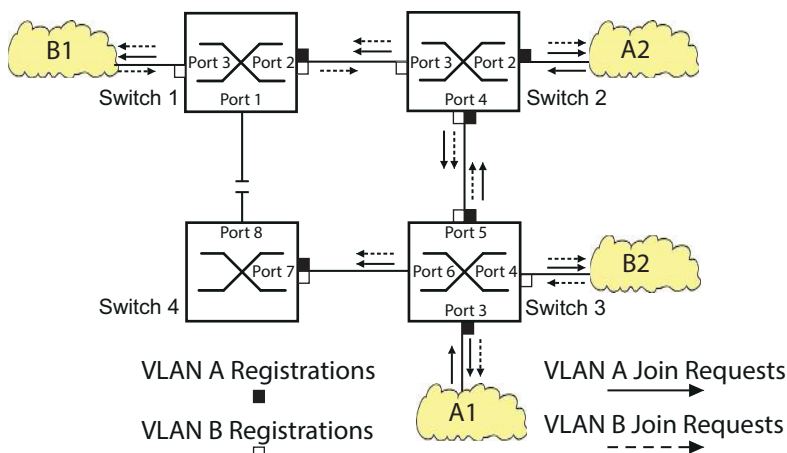 B1
Port 3 Port 2
Port 1
Switch 1
Port 3 Port 2
Port 4
Switch 2
A2
Port 8
Port 7
Switch 4
Port 5
Port 6 Port 4
Port 3
Switch 3
B2
A1
VLAN A Registrations
VLAN B Registrations
VLAN A Join Requests
VLAN B Join Requests